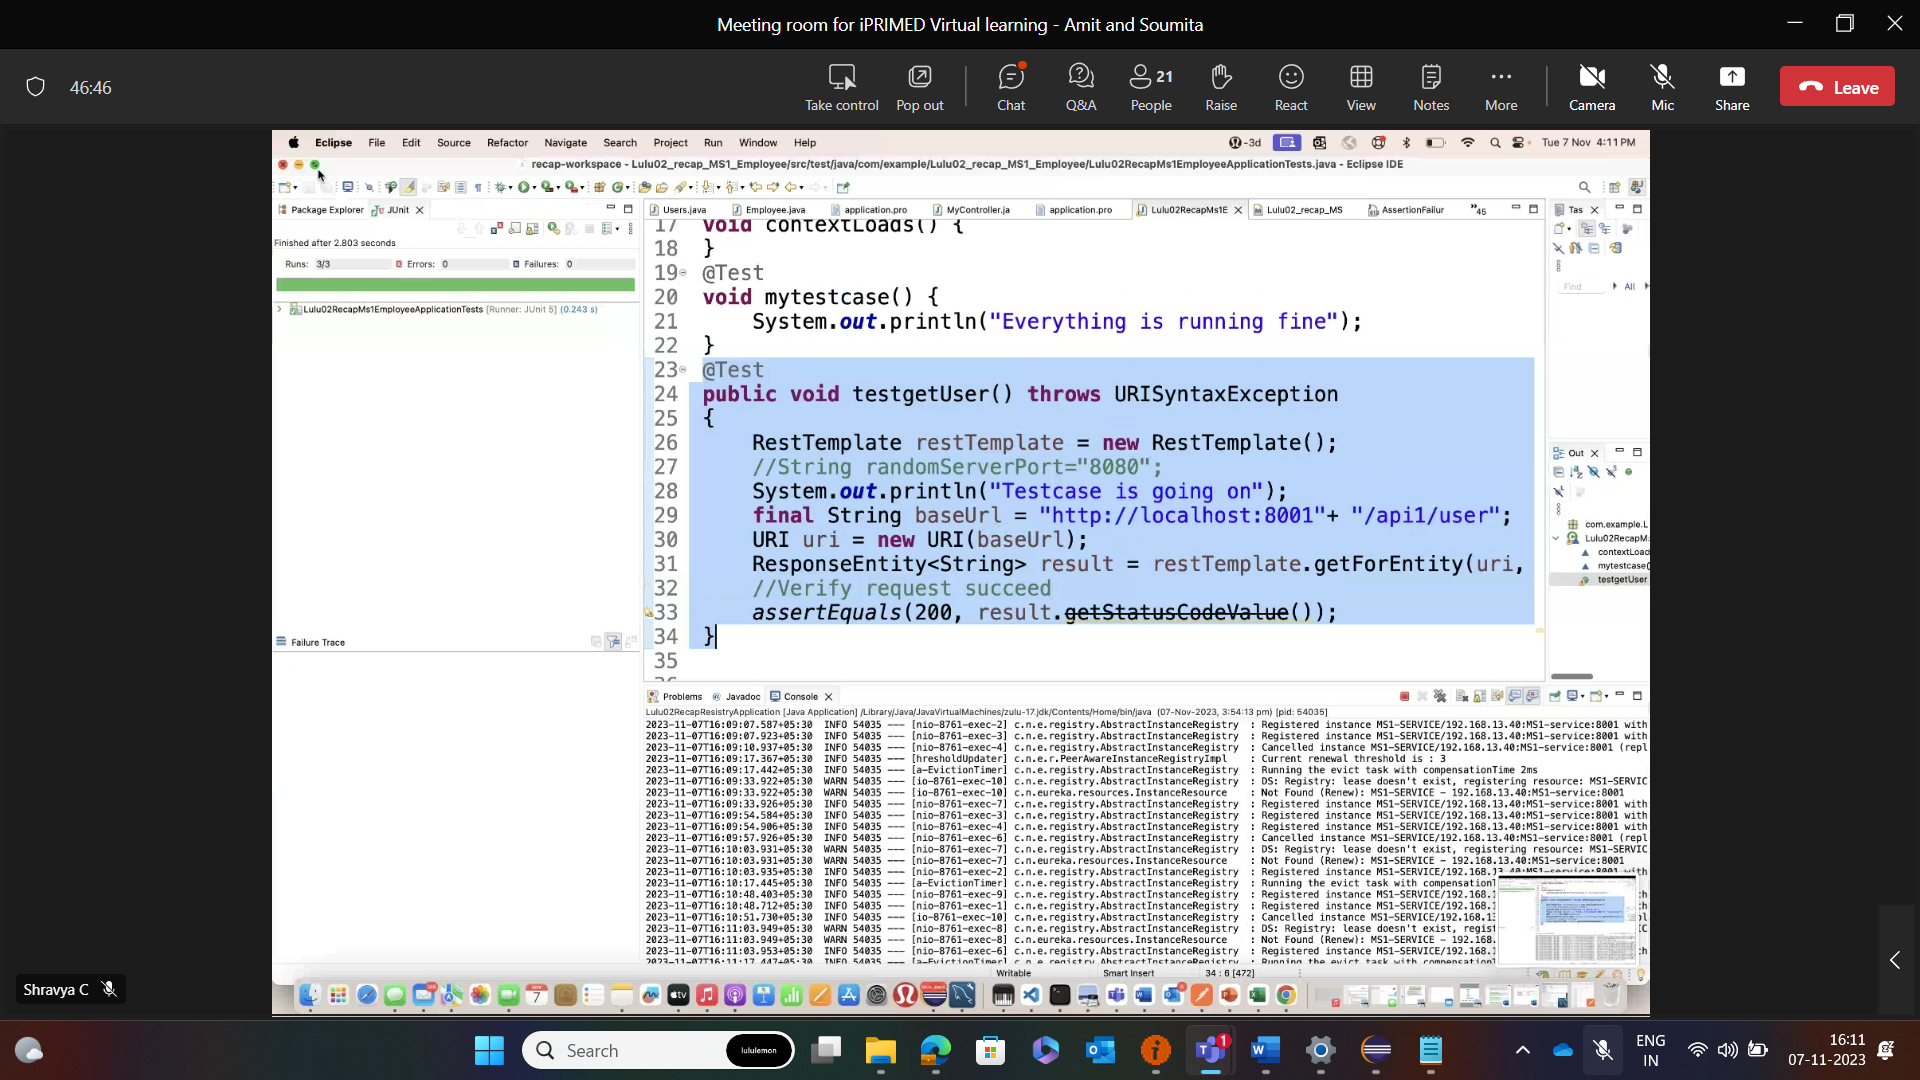 Meeting room for iPRIMED Virtual learning - Amit and Soumita
46:46
Take control
Pop out
Chat
Q&A
21
People
Raise
React
View
Notes
More
Camera
Mic
Share
Leave
Eclipse File Edit Source Refactor Navigate Search Project Run Window Help
-3d
Tue 7 Nov 4:11 PM
recap-workspace - Lulu02_recap_MS1_Employee/src/test/java/com/example/Lulu02_recap_MS1_Employee/Lulu02RecapMs1EmployeeApplicationTests.java - Eclipse IDE
Package Explorer JUnit
Finished after 2.803 seconds
Runs: 3/3 Errors: 0 Failures: 0
Lulu02RecapMs1EmployeeApplicationTests [Runner: JUnit 5] (0.243 s)
Failure Trace
Users.java Employee.java application.pro MyController.ja application.pro Lulu02RecapMs1E Lulu02_recap_MS AssertionFailur 45
17 void contextLoads() {
18 }
19 @Test
20 void mytestcase() {
21 System.out.println("Everything is running fine");
22 }
23 @Test
24 public void testgetUser() throws URISyntaxException
25 {
26 RestTemplate restTemplate = new RestTemplate();
27 //String randomServerPort="8080";
28 System.out.println("Testcase is going on");
29 final String baseUrl = "http://localhost:8001"+ "/api1/user";
30 URI uri = new URI(baseUrl);
31 ResponseEntity<String> result = restTemplate.getForEntity(uri,
32 //Verify request succeed
33 assertEquals(200, result.getStatusCodeValue());
34 }
35
Tas
Find All
Out
com.example.L
Lulu02RecapM
contextLoad
mytestcase(
testgetUser
Problems Javadoc Console
Lulu02RecapResistryApplication [Java Application] /Library/Java/JavaVirtualMachines/zulu-17.jdk/Contents/Home/bin/java (07-Nov-2023, 3:54:13 pm) [pid: 54035]
2023-11-07T16:09:07.587+05:30 INFO 54035 --- [nio-8761-exec-2] c.n.e.registry.AbstractInstanceRegistry : Registered instance MS1-SERVICE/192.168.13.40:MS1-service:8001 with
2023-11-07T16:09:07.923+05:30 INFO 54035 --- [nio-8761-exec-3] c.n.e.registry.AbstractInstanceRegistry : Registered instance MS1-SERVICE/192.168.13.40:MS1-service:8001 with
2023-11-07T16:09:10.937+05:30 INFO 54035 --- [nio-8761-exec-4] c.n.e.registry.AbstractInstanceRegistry : Cancelled instance MS1-SERVICE/192.168.13.40:MS1-service:8001 (repl
2023-11-07T16:09:17.367+05:30 INFO 54035 --- [hresholdUpdater] c.n.e.r.PeerAwareInstanceRegistryImpl : Current renewal threshold is : 3
2023-11-07T16:09:17.442+05:30 INFO 54035 --- [a-EvictionTimer] c.n.e.registry.AbstractInstanceRegistry : Running the evict task with compensationTime 2ms
2023-11-07T16:09:33.922+05:30 WARN 54035 --- [io-8761-exec-10] c.n.e.registry.AbstractInstanceRegistry : DS: Registry: lease doesn't exist, registering resource: MS1-SERVIC
2023-11-07T16:09:33.922+05:30 WARN 54035 --- [io-8761-exec-10] c.n.eureka.resources.InstanceResource : Not Found (Renew): MS1-SERVICE - 192.168.13.40:MS1-service:8001
2023-11-07T16:09:33.926+05:30 INFO 54035 --- [nio-8761-exec-7] c.n.e.registry.AbstractInstanceRegistry : Registered instance MS1-SERVICE/192.168.13.40:MS1-service:8001 with
2023-11-07T16:09:54.584+05:30 INFO 54035 --- [nio-8761-exec-3] c.n.e.registry.AbstractInstanceRegistry : Registered instance MS1-SERVICE/192.168.13.40:MS1-service:8001 with
2023-11-07T16:09:54.906+05:30 INFO 54035 --- [nio-8761-exec-4] c.n.e.registry.AbstractInstanceRegistry : Registered instance MS1-SERVICE/192.168.13.40:MS1-service:8001 with
2023-11-07T16:09:57.926+05:30 INFO 54035 --- [nio-8761-exec-6] c.n.e.registry.AbstractInstanceRegistry : Cancelled instance MS1-SERVICE/192.168.13.40:MS1-service:8001 (repl
2023-11-07T16:10:03.931+05:30 WARN 54035 --- [nio-8761-exec-7] c.n.e.registry.AbstractInstanceRegistry : DS: Registry: lease doesn't exist, registering resource: MS1-SERVIC
2023-11-07T16:10:03.931+05:30 WARN 54035 --- [nio-8761-exec-7] c.n.eureka.resources.InstanceResource : Not Found (Renew): MS1-SERVICE - 192.168.13.40:MS1-service:8001
2023-11-07T16:10:03.935+05:30 INFO 54035 --- [nio-8761-exec-2] c.n.e.registry.AbstractInstanceRegistry : Registered instance MS1-SERVICE/192.168.13.40:MS1-service:8001 with
2023-11-07T16:10:17.445+05:30 INFO 54035 --- [a-EvictionTimer] c.n.e.registry.AbstractInstanceRegistry : Running the evict task with compensation
2023-11-07T16:10:48.403+05:30 INFO 54035 --- [nio-8761-exec-9] c.n.e.registry.AbstractInstanceRegistry : Registered instance MS1-SERVICE/192.168.1
2023-11-07T16:10:48.712+05:30 INFO 54035 --- [nio-8761-exec-1] c.n.e.registry.AbstractInstanceRegistry : Registered instance MS1-SERVICE/192.168.1
2023-11-07T16:10:51.730+05:30 INFO 54035 --- [io-8761-exec-10] c.n.e.registry.AbstractInstanceRegistry : Cancelled instance MS1-SERVICE/192.168.13
2023-11-07T16:11:03.949+05:30 WARN 54035 --- [nio-8761-exec-8] c.n.e.registry.AbstractInstanceRegistry : DS: Registry: lease doesn't exist, regist
2023-11-07T16:11:03.949+05:30 WARN 54035 --- [nio-8761-exec-8] c.n.eureka.resources.InstanceResource : Not Found (Renew): MS1-SERVICE - 192.168.
2023-11-07T16:11:03.953+05:30 INFO 54035 --- [nio-8761-exec-6] c.n.e.registry.AbstractInstanceRegistry : Registered instance MS1-SERVICE/192.168.1
2023-11-07T16:11:17.447+05:30 INFO 54035 --- [a-EvictionTimer] c.n.e.registry.AbstractInstanceRegistry : Running the evict task with compensation
Writable Smart Insert 34 : 6 [472]
Shravya C
Search
lululemon
1
ENG
IN
16:11
07-11-2023